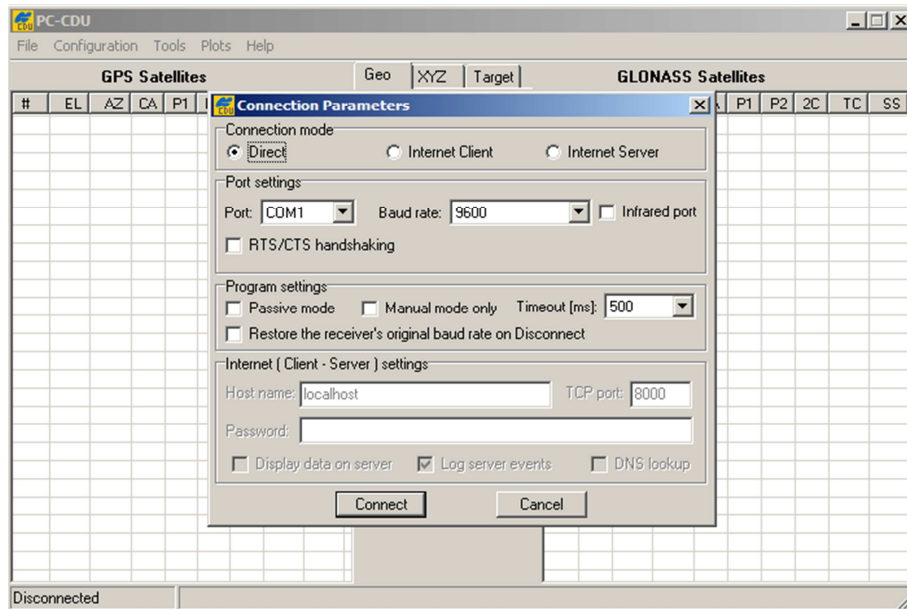 PC-CDU
File Configuration Tools Plots Help
GPS Satellites Geo XYZ Target GLONASS Satellites
# EL AZ CA P1 P1 P2 2C TC SS
Connection Parameters
Connection mode
Direct Internet Client Internet Server
Port settings
Port: COM1 Baud rate: 9600 Infrared port
RTS/CTS handshaking
Program settings
Passive mode Manual mode only Timeout [ms]: 500
Restore the receiver's original baud rate on Disconnect
Internet ( Client - Server ) settings
Host name: localhost TCP port: 8000
Password:
Display data on server Log server events DNS lookup
Connect Cancel
Disconnected